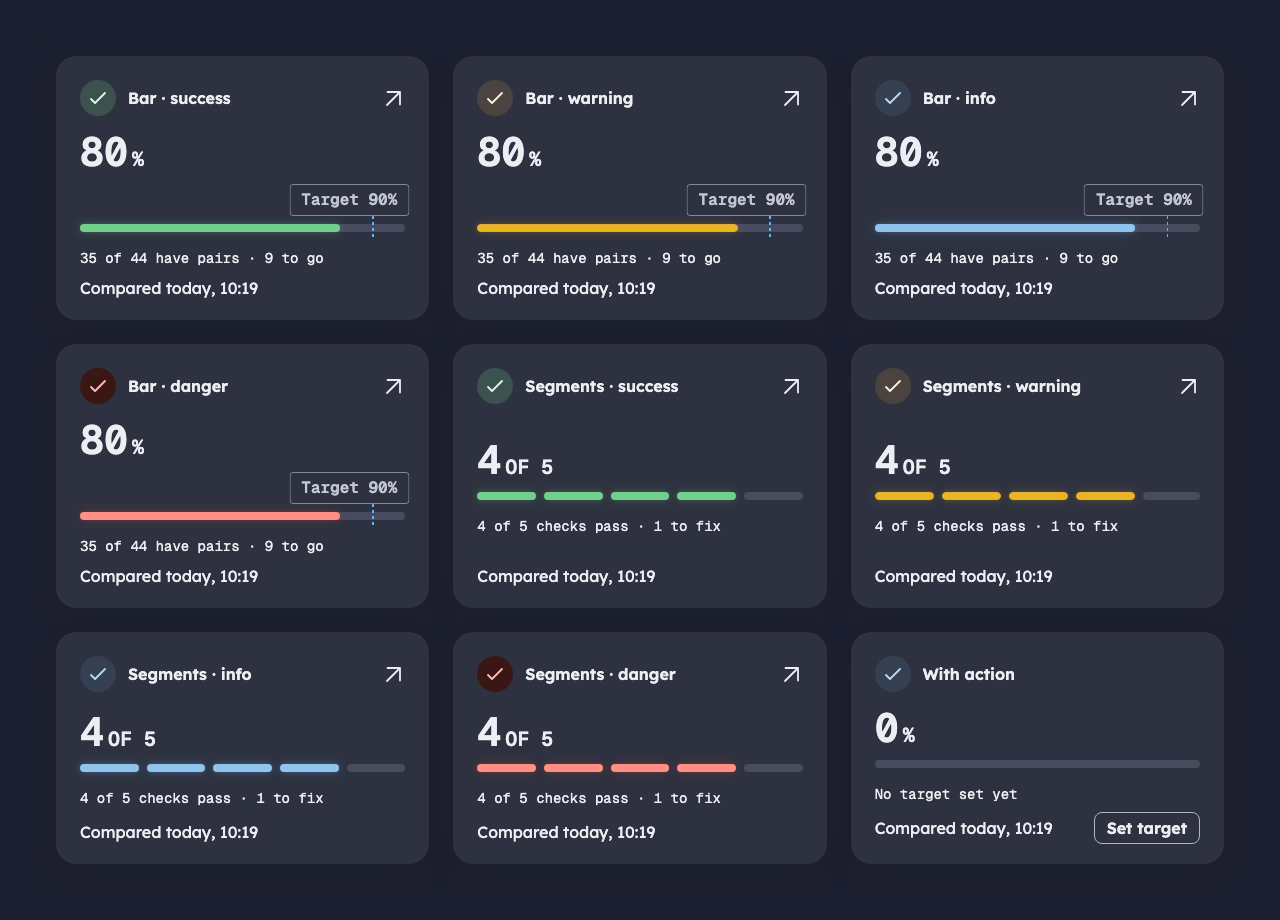 Bar · success
80%
Target 90%
35 of 44 have pairs · 9 to go
Compared today, 10:19
Bar · warning
80%
Target 90%
35 of 44 have pairs · 9 to go
Compared today, 10:19
Bar · info
80%
Target 90%
35 of 44 have pairs · 9 to go
Compared today, 10:19
Bar · danger
80%
Target 90%
35 of 44 have pairs · 9 to go
Compared today, 10:19
Segments · success
4 OF 5
4 of 5 checks pass · 1 to fix
Compared today, 10:19
Segments · warning
4 OF 5
4 of 5 checks pass · 1 to fix
Compared today, 10:19
Segments · info
4 OF 5
4 of 5 checks pass · 1 to fix
Compared today, 10:19
Segments · danger
4 OF 5
4 of 5 checks pass · 1 to fix
Compared today, 10:19
With action
0%
No target set yet
Compared today, 10:19
Set target